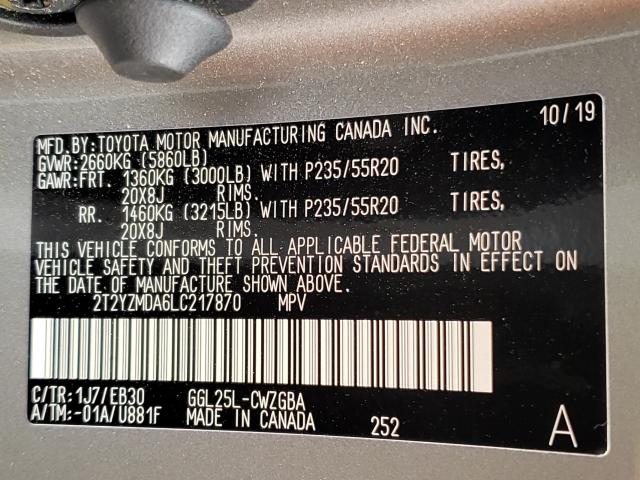 10/19
MFD.BY:TOYOTA MOTOR MANUFACTURING CANADA INC.
GVWR:2660KG (5860LB)
GAWR:FRT. 1360KG (3000LB) WITH P235/55R20 TIRES,
20X8J RIMS.
RR. 1460KG (3215LB) WITH P235/55R20 TIRES,
20X8J RIMS.
THIS VEHICLE CONFORMS TO ALL APPLICABLE FEDERAL MOTOR
VEHICLE SAFETY AND THEFT PREVENTION STANDARDS IN EFFECT ON
THE DATE OF MANUFACTURE SHOWN ABOVE.
2T2YZMDA6LC217870 MPV
C/TR:1J7/EB30 GGL25L-CWZGBA
A/TM:-01A/U881F MADE IN CANADA 252 A